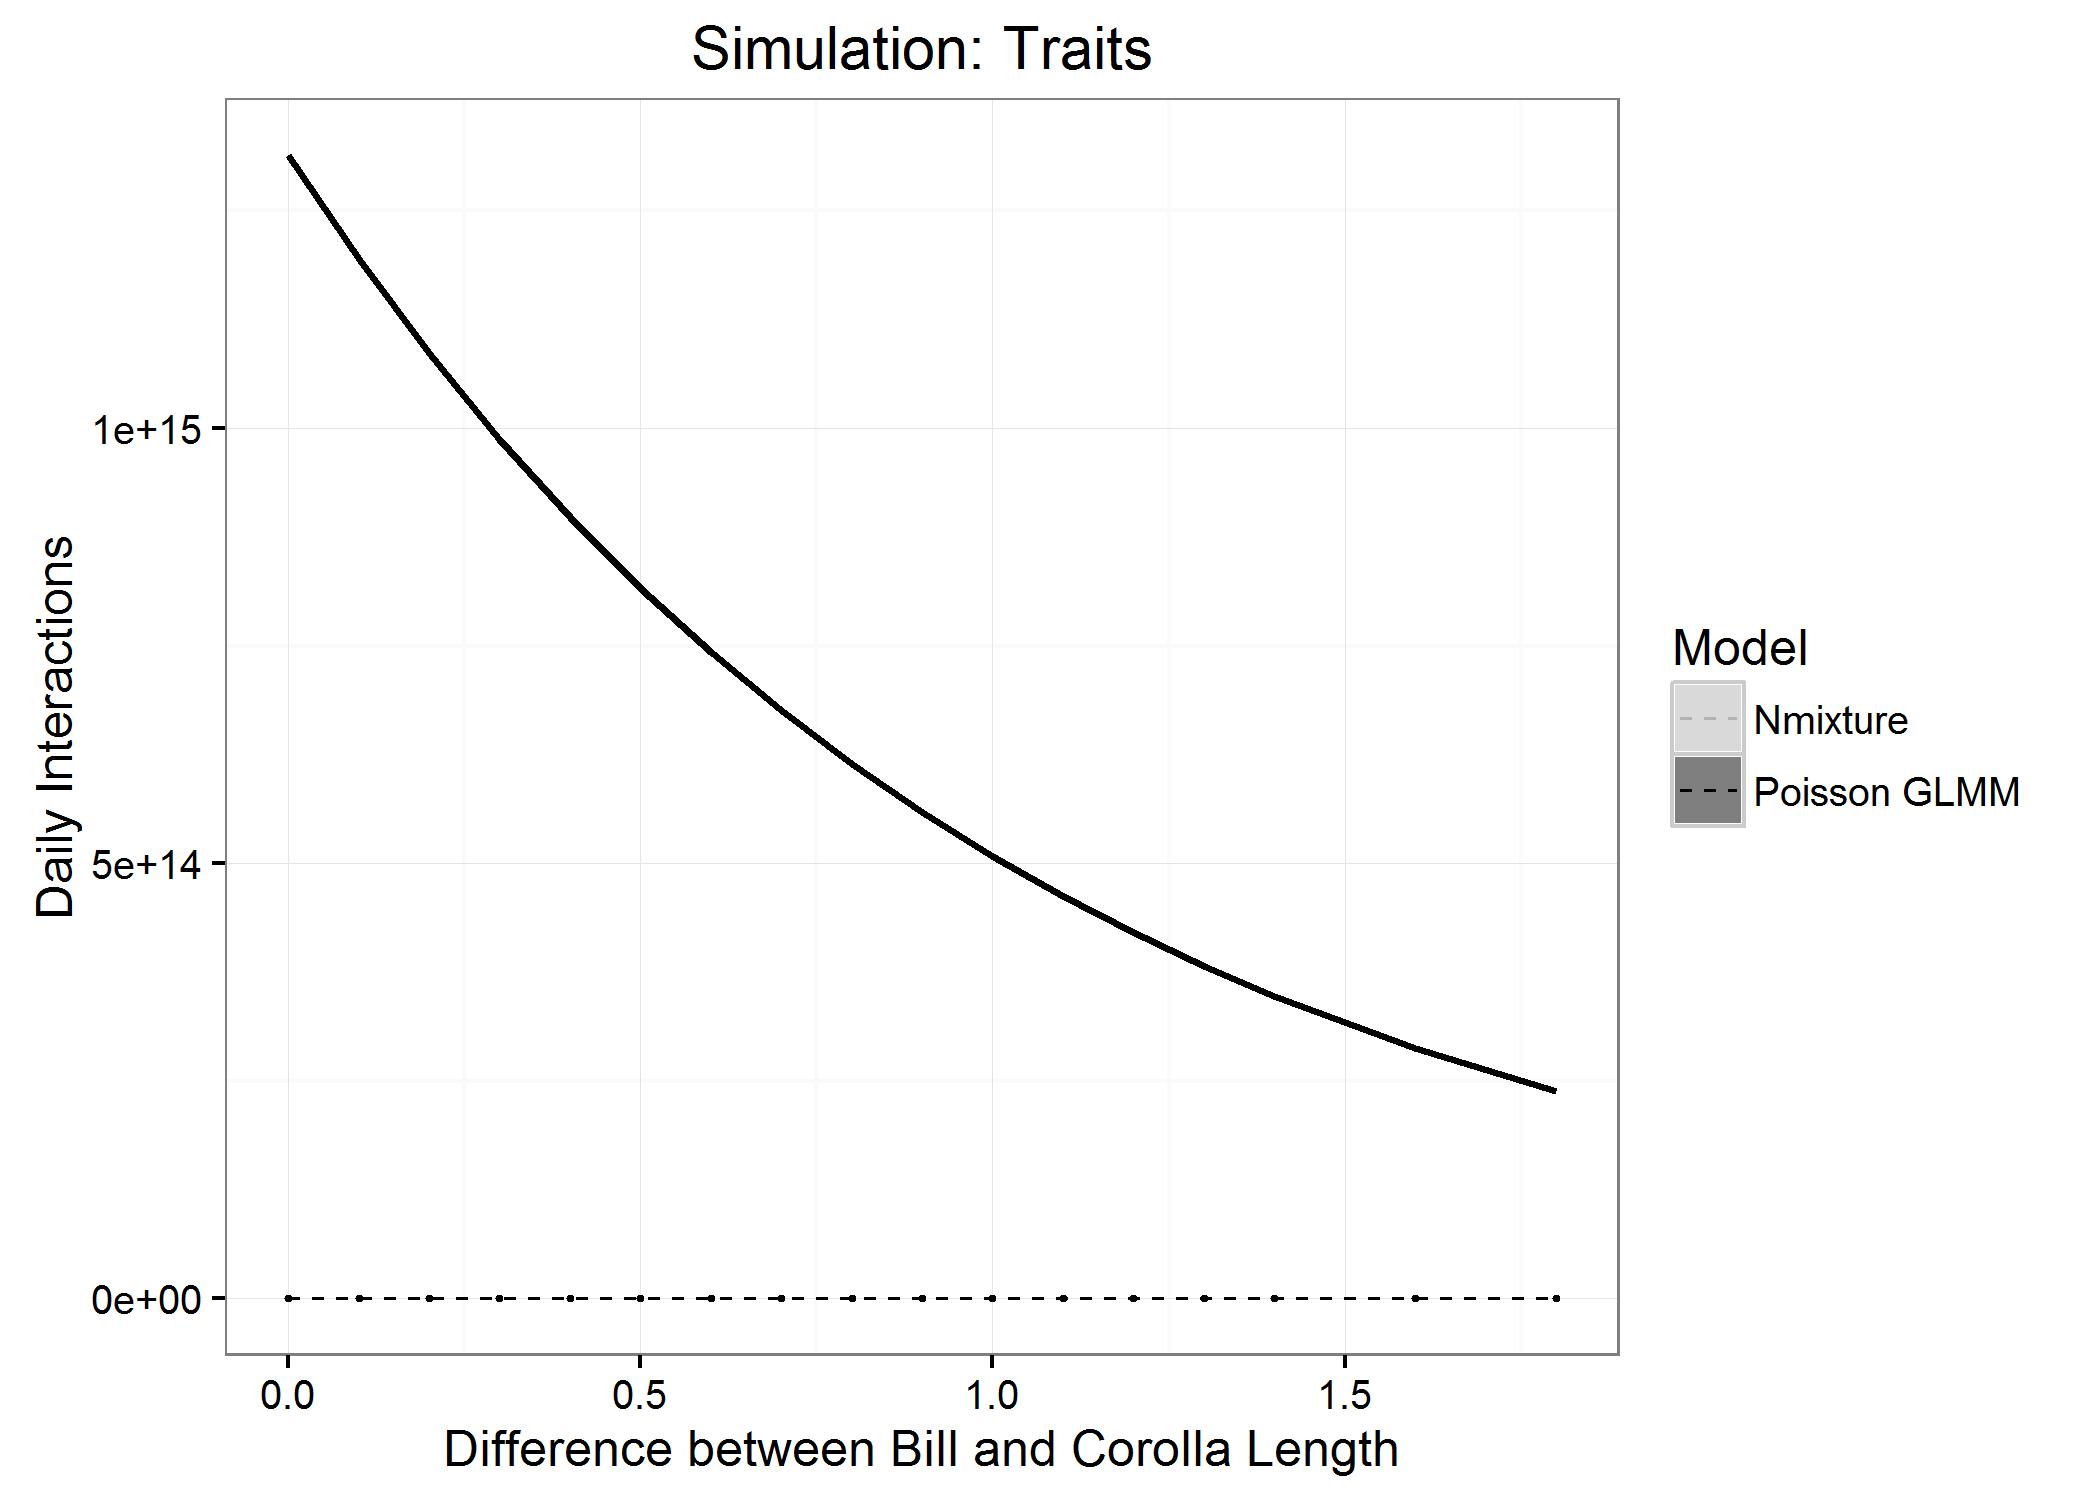 Simulation: Traits
Daily Interactions
1e+15
5e+14
0e+00
0.0 0.5 1.0 1.5
Difference between Bill and Corolla Length
Model
Nmixture
Poisson GLMM